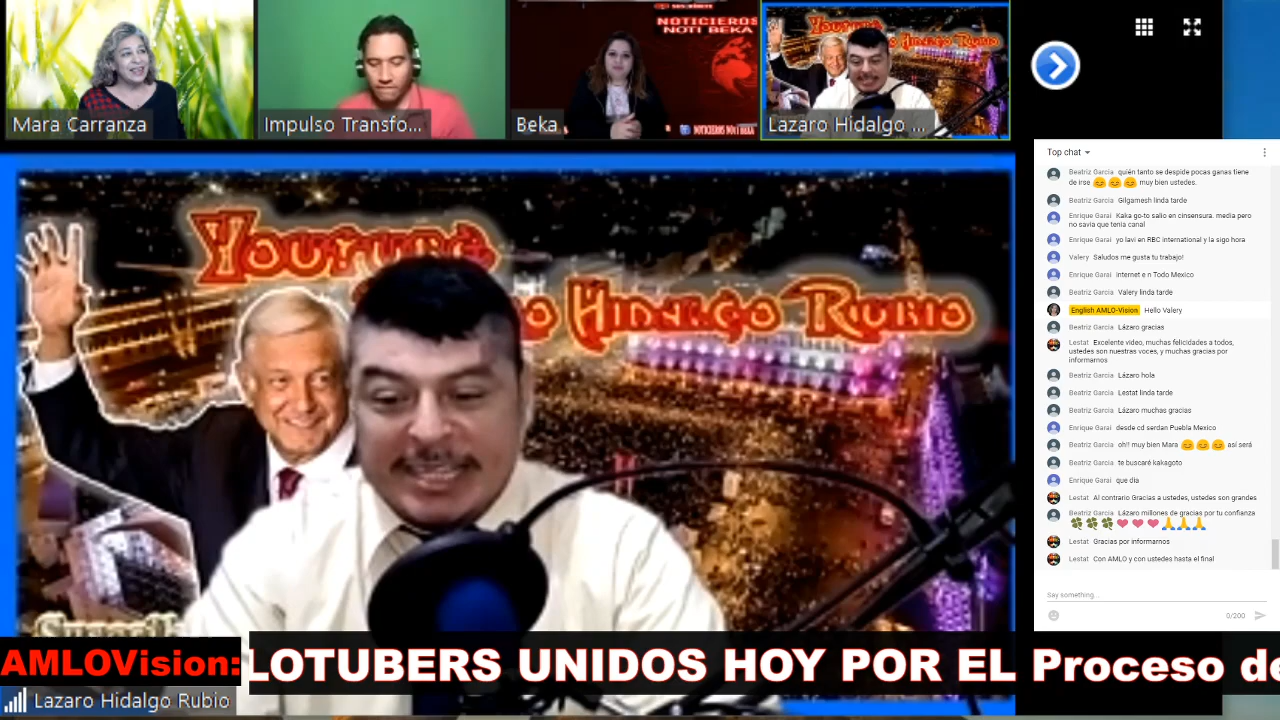 NOTICIEROS
NOTI BEKA
Mara Carranza
Impulso Transfo...
Beka
NOTICIEROS NOTI BEKA
Lazaro Hidalgo ...
YouTube
o Hidalgo Rubio
AMLOVision:
LOTUBERS UNIDOS HOY POR EL Proceso de
Lazaro Hidalgo Rubio
Top chat
Beatriz Garcia quién tanto se despide pocas ganas tiene
de irse 😊 😊 😊 muy bien ustedes.
Beatriz Garcia Gilgamesh linda tarde
Enrique Garai Kaka go-to salio en cinsensura. media pero
no savia que tenia canal
Enrique Garai yo lavi en RBC international y la sigo hora
Valery Saludos me gusta tu trabajo!
Enrique Garai internet e n Todo Mexico
Beatriz Garcia Valery linda tarde
English AMLO-Vision Hello Valery
Beatriz Garcia Lázaro gracias
Lestat Excelente video, muchas felicidades a todos,
ustedes son nuestras voces, y muchas gracias por
informarnos
Beatriz Garcia Lázaro hola
Beatriz Garcia Lestat linda tarde
Beatriz Garcia Lázaro muchas gracias
Enrique Garai desde cd serdan Puebla Mexico
Beatriz Garcia oh!! muy bien Mara 😊 😊 😊 así será
Beatriz Garcia te buscaré kakagoto
Enrique Garai que día
Lestat Al contrario Gracias a ustedes, ustedes son grandes
Beatriz Garcia Lázaro millones de gracias por tu confianza
🍀 🍀 🍀 ❤ ❤ ❤ 🙏 🙏 🙏
Lestat Gracias por informarnos
Lestat Con AMLO y con ustedes hasta el final
Say something...
0/200